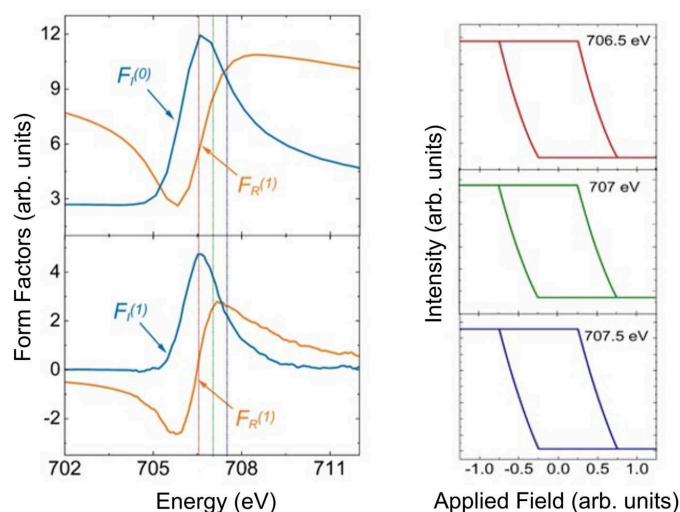 Form Factors (arb. units)
12
9
6
3
F_I^(0)
F_R^(1)
4
2
0
-2
F_I^(1)
F_R^(1)
702 705 708 711
Energy (eV)
Intensity (arb. units)
706.5 eV
707 eV
707.5 eV
-1.0 -0.5 0.0 0.5 1.0
Applied Field (arb. units)